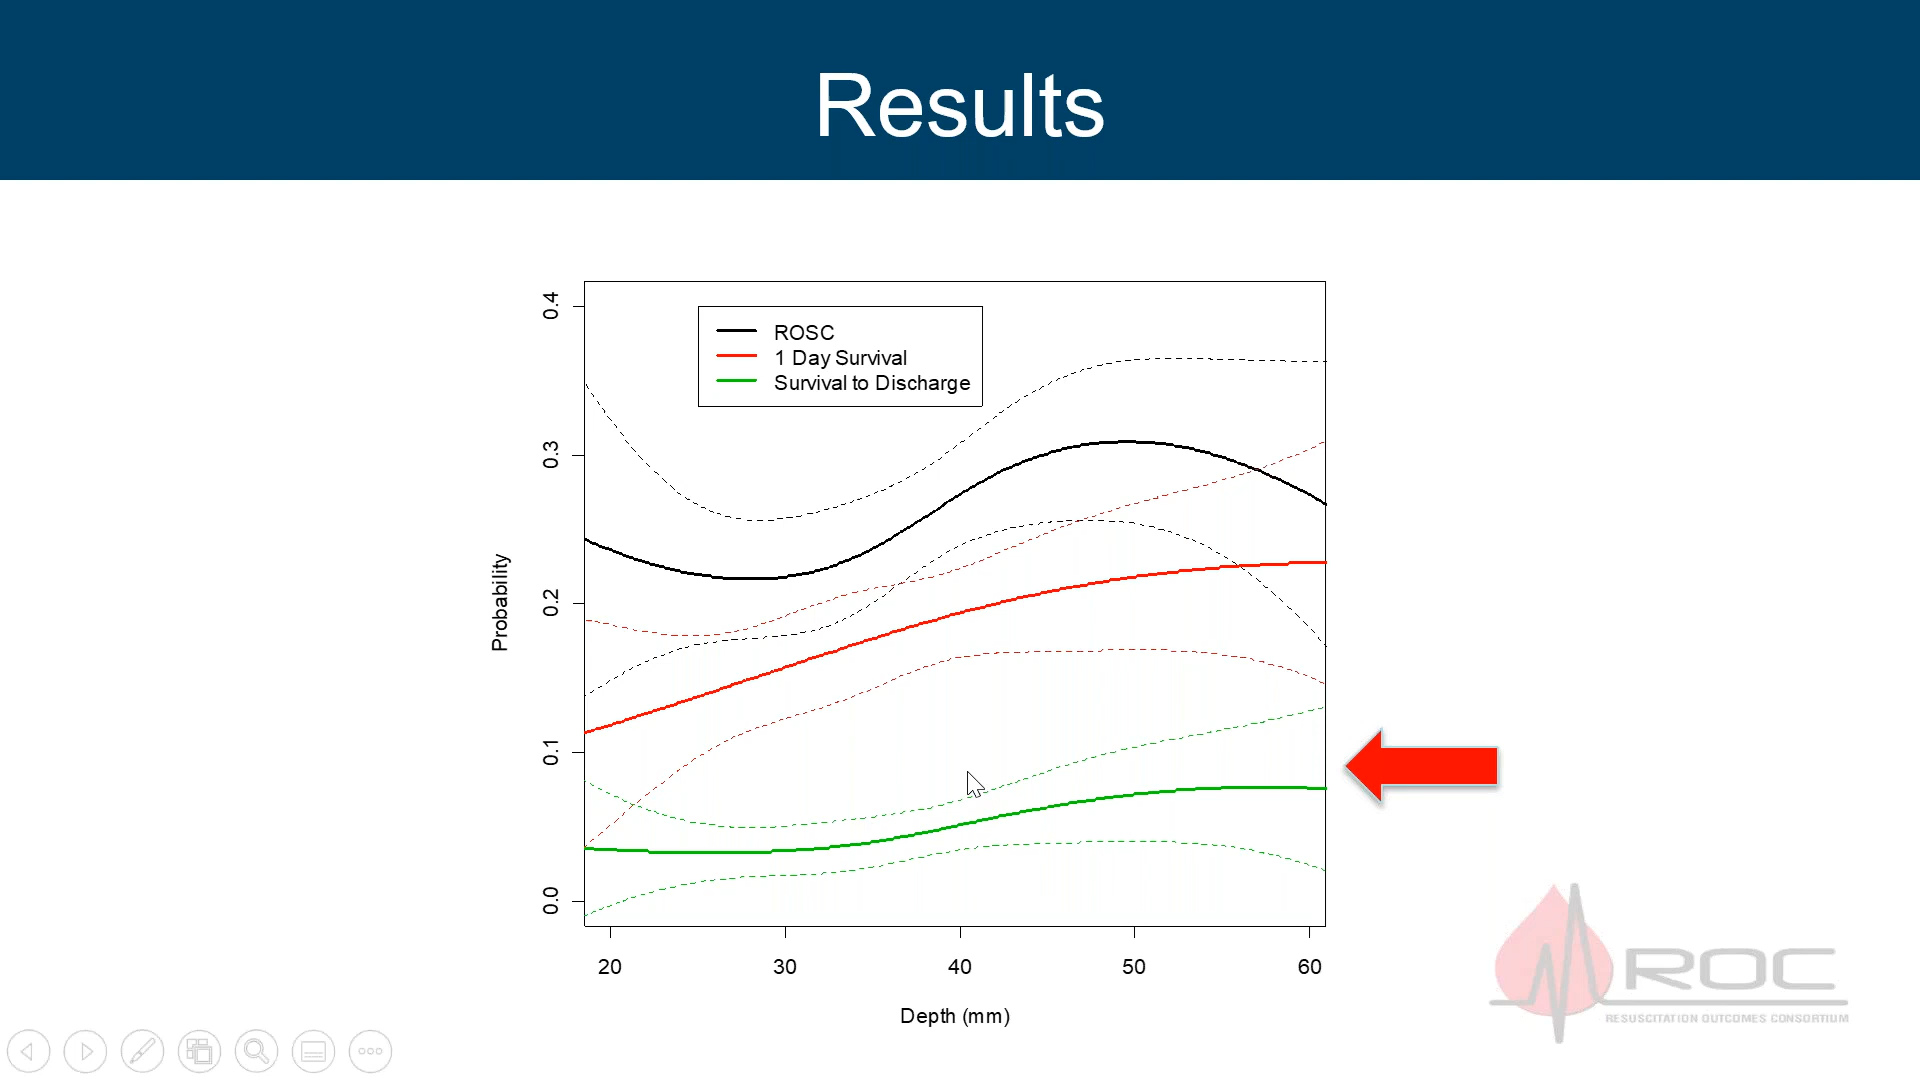 Results
ROSC
1 Day Survival
Survival to Discharge
0.4
0.3
0.2
0.1
0.0
Probability
20 30 40 50 60
Depth (mm)
ROC
RESUSCITATION OUTCOMES CONSORTIUM